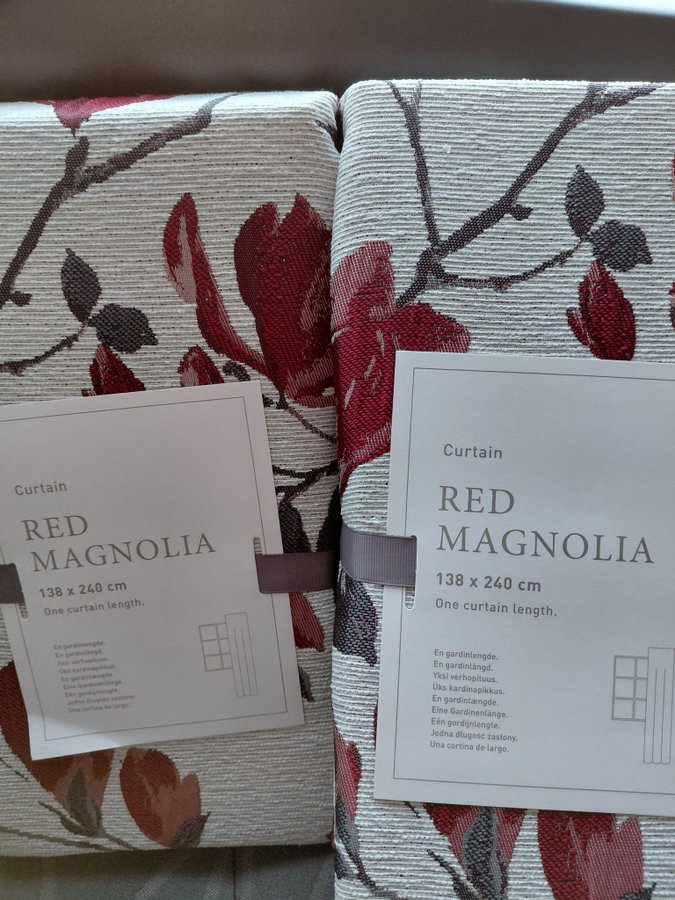 Curtain
RED
MAGNOLIA
138 x 240 cm
One curtain length.
En gardinlengde.
En gardinlängd.
Yksi verhopituus.
Üks kardinapikkus.
En gardinlængde.
Eine Gardinenlänge.
Eén gordijnlengte.
Jedna długość zasłony.
Una cortina de largo.
Curtain
RED
MAGNOLIA
138 x 240 cm
One curtain length.
En gardinlengde.
En gardinlängd.
Yksi verhopituus.
Üks kardinapikkus.
En gardinlængde.
Eine Gardinenlänge.
Eén gordijnlengte.
Jedna długość zasłony.
Una cortina de largo.